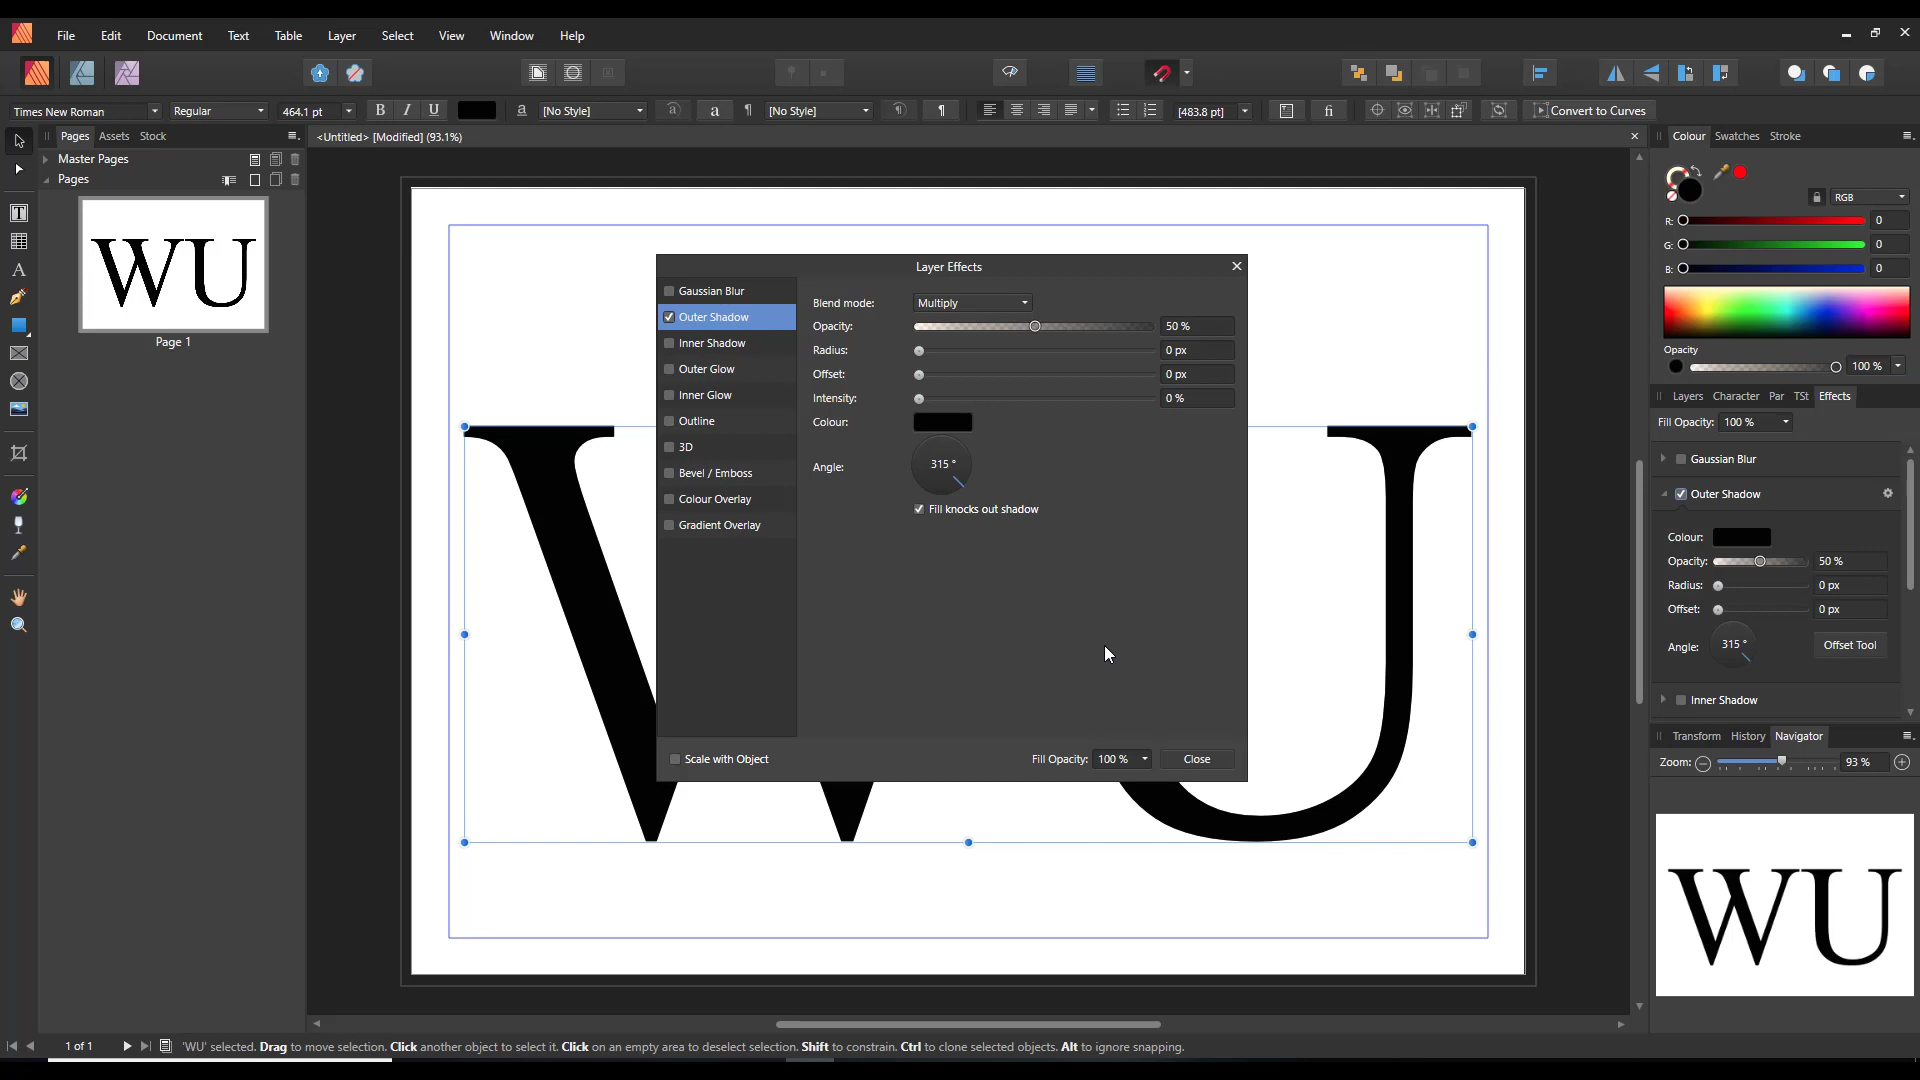 File Edit Document Text Table Layer Select View Window Help
Times New Roman Regular 464.1 pt B I U a [No Style] a a ¶ [No Style] ¶ ¶ [483.8 pt] fi Convert to Curves
Pages Assets Stock
<Untitled> [Modified] (93.1%)
Colour Swatches Stroke
Master Pages
Pages
WU
Page 1
T
A
RGB
R: 0
G: 0
B: 0
Opacity
100 %
Layers Character Par TSt Effects
Fill Opacity: 100 %
Gaussian Blur
Outer Shadow
Colour:
Opacity: 50 %
Radius: 0 px
Offset: 0 px
Angle: 315 ° Offset Tool
Inner Shadow
Transform History Navigator
Zoom: 93 %
WU
Layer Effects
Gaussian Blur
Outer Shadow
Inner Shadow
Outer Glow
Inner Glow
Outline
3D
Bevel / Emboss
Colour Overlay
Gradient Overlay
Blend mode: Multiply
Opacity: 50 %
Radius: 0 px
Offset: 0 px
Intensity: 0 %
Colour:
Angle: 315 °
Fill knocks out shadow
Scale with Object
Fill Opacity: 100 % Close
WU
1 of 1 'WU' selected. Drag to move selection. Click another object to select it. Click on an empty area to deselect selection. Shift to constrain. Ctrl to clone selected objects. Alt to ignore snapping.